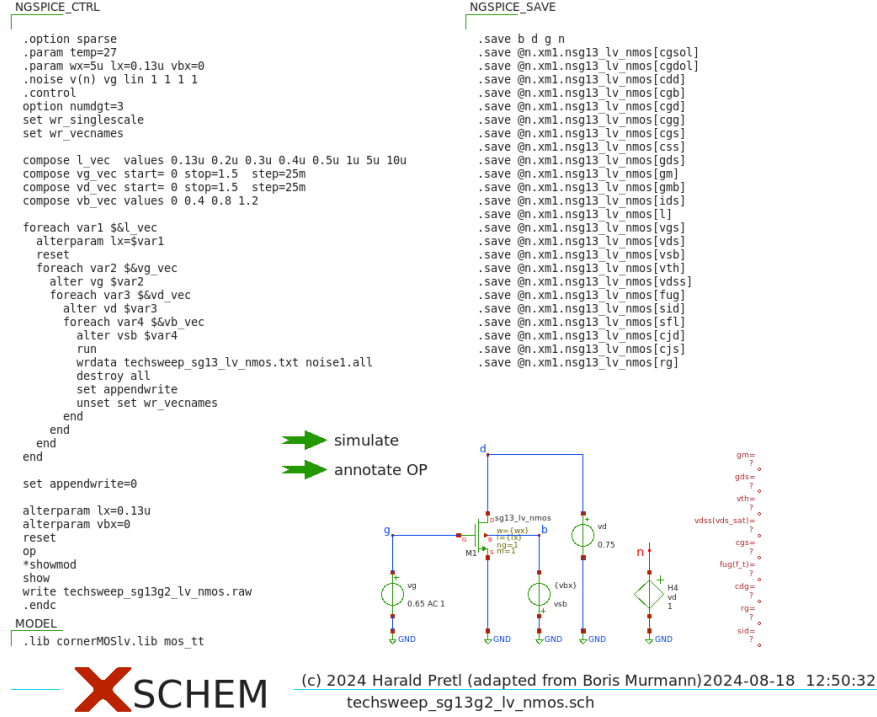 NGSPICE_CTRL
.option sparse
.param temp=27
.param wx=5u lx=0.13u vbx=0
.noise v(n) vg lin 1 1 1 1
.control
option numdgt=3
set wr_singlescale
set wr_vecnames
compose l_vec  values 0.13u 0.2u 0.3u 0.4u 0.5u 1u 5u 10u
compose vg_vec start= 0 stop=1.5  step=25m
compose vd_vec start= 0 stop=1.5  step=25m
compose vb_vec values 0 0.4 0.8 1.2
foreach var1 $&l_vec
  alterparam lx=$var1
  reset
  foreach var2 $&vg_vec
    alter vg $var2
    foreach var3 $&vd_vec
      alter vd $var3
      foreach var4 $&vb_vec
        alter vsb $var4
        run
        wrdata techsweep_sg13_lv_nmos.txt noise1.all
        destroy all
        set appendwrite
        unset set wr_vecnames
      end
    end
  end
end
set appendwrite=0
alterparam lx=0.13u
alterparam vbx=0
reset
op
*showmod
show
write techsweep_sg13g2_lv_nmos.raw
.endc
MODEL
.lib cornerMOSlv.lib mos_tt
NGSPICE_SAVE
.save b d g n
.save @n.xm1.nsg13_lv_nmos[cgsol]
.save @n.xm1.nsg13_lv_nmos[cgdol]
.save @n.xm1.nsg13_lv_nmos[cdd]
.save @n.xm1.nsg13_lv_nmos[cgb]
.save @n.xm1.nsg13_lv_nmos[cgd]
.save @n.xm1.nsg13_lv_nmos[cgg]
.save @n.xm1.nsg13_lv_nmos[cgs]
.save @n.xm1.nsg13_lv_nmos[css]
.save @n.xm1.nsg13_lv_nmos[gds]
.save @n.xm1.nsg13_lv_nmos[gm]
.save @n.xm1.nsg13_lv_nmos[gmb]
.save @n.xm1.nsg13_lv_nmos[ids]
.save @n.xm1.nsg13_lv_nmos[l]
.save @n.xm1.nsg13_lv_nmos[vgs]
.save @n.xm1.nsg13_lv_nmos[vds]
.save @n.xm1.nsg13_lv_nmos[vsb]
.save @n.xm1.nsg13_lv_nmos[vth]
.save @n.xm1.nsg13_lv_nmos[vdss]
.save @n.xm1.nsg13_lv_nmos[fug]
.save @n.xm1.nsg13_lv_nmos[sid]
.save @n.xm1.nsg13_lv_nmos[sfl]
.save @n.xm1.nsg13_lv_nmos[cjd]
.save @n.xm1.nsg13_lv_nmos[cjs]
.save @n.xm1.nsg13_lv_nmos[rg]
simulate
annotate OP
d
g
sg13_lv_nmos
w={wx}
l={lx}
ng=1
m=1
D
G
B
S
M1
b
vg
0.65 AC 1
{vbx}
vsb
vd
0.75
n
H4
vd
1
GND
GND
GND
GND
GND
gm=
?
gds=
?
vth=
?
vdss(vds_sat)=
?
cgs=
?
fug(f_t)=
?
cdg=
?
rg=
?
sid=
?
XSCHEM
(c) 2024 Harald Pretl (adapted from Boris Murmann)2024-08-18  12:50:32
techsweep_sg13g2_lv_nmos.sch